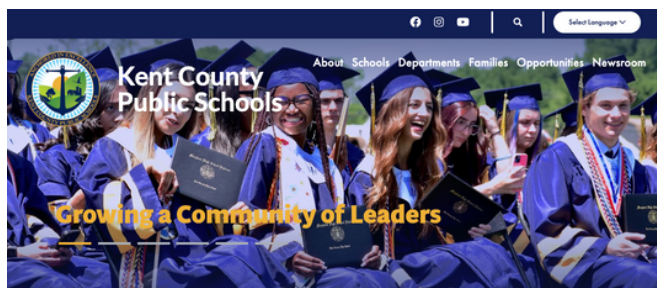 Select Language
About Schools Departments Families Opportunities Newsroom
Kent County
Public Schools
Growing a Community of Leaders